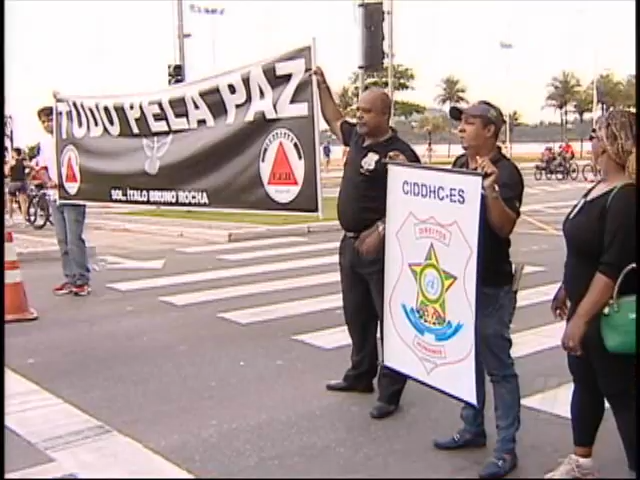 TUDO PELA PAZ
SOL. ÍTALO BRUNO ROCHA
CIDDHC-ES
DIREITOS
HUMANOS